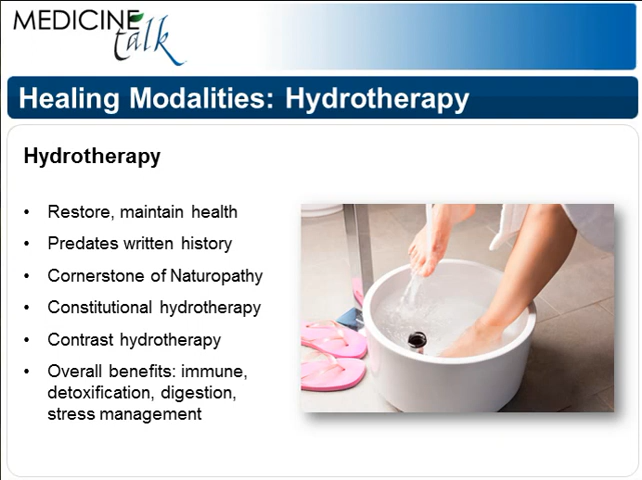 MEDICINE
talk
Healing Modalities: Hydrotherapy
Hydrotherapy
• Restore, maintain health
• Predates written history
• Cornerstone of Naturopathy
• Constitutional hydrotherapy
• Contrast hydrotherapy
• Overall benefits: immune,
detoxification, digestion,
stress management